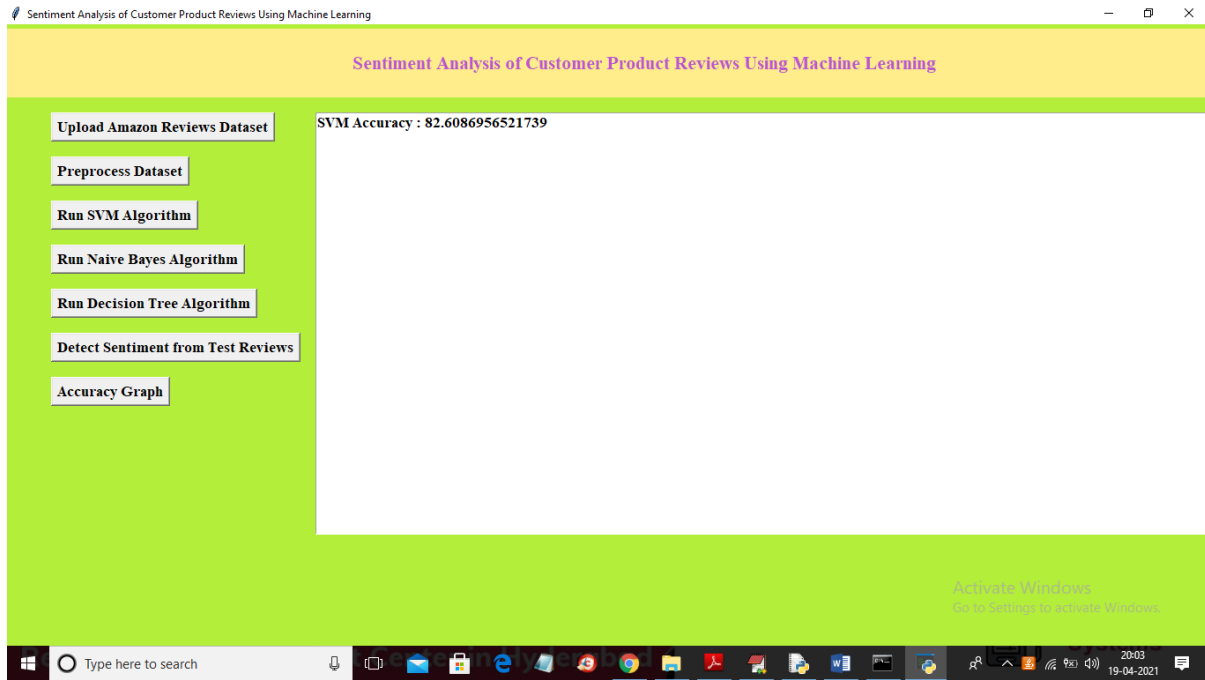 Sentiment Analysis of Customer Product Reviews Using Machine Learning
Sentiment Analysis of Customer Product Reviews Using Machine Learning
Upload Amazon Reviews Dataset
SVM Accuracy : 82.6086956521739
Preprocess Dataset
Run SVM Algorithm
Run Naive Bayes Algorithm
Run Decision Tree Algorithm
Detect Sentiment from Test Reviews
Accuracy Graph
Activate Windows
Go to Settings to activate Windows.
Type here to search
20:03
19-04-2021